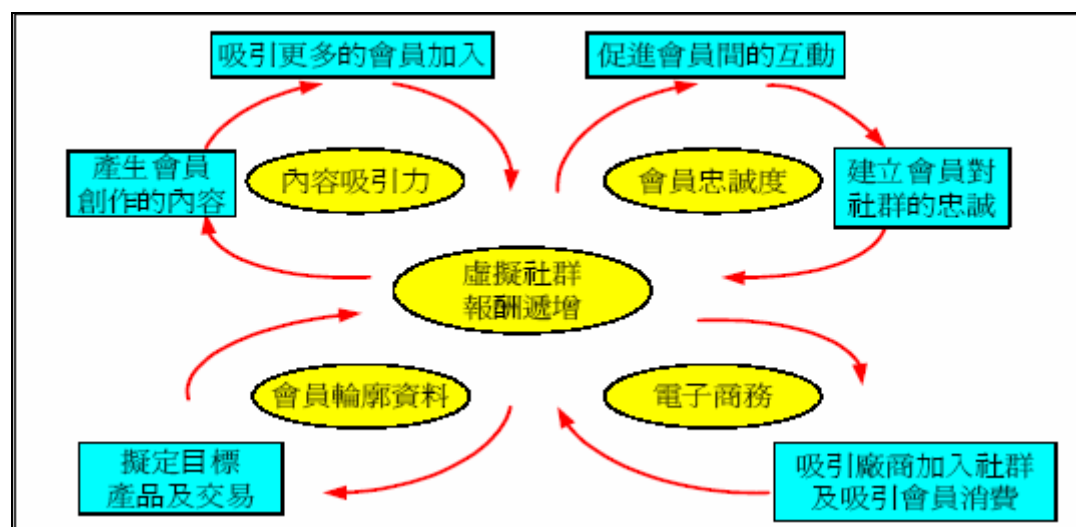 吸引更多的會員加入
促進會員間的互動
產生會員
創作的內容
內容吸引力
會員忠誠度
建立會員對
社群的忠誠
虛擬社群
報酬遞增
會員輪廓資料
電子商務
擬定目標
產品及交易
吸引廠商加入社群
及吸引會員消費